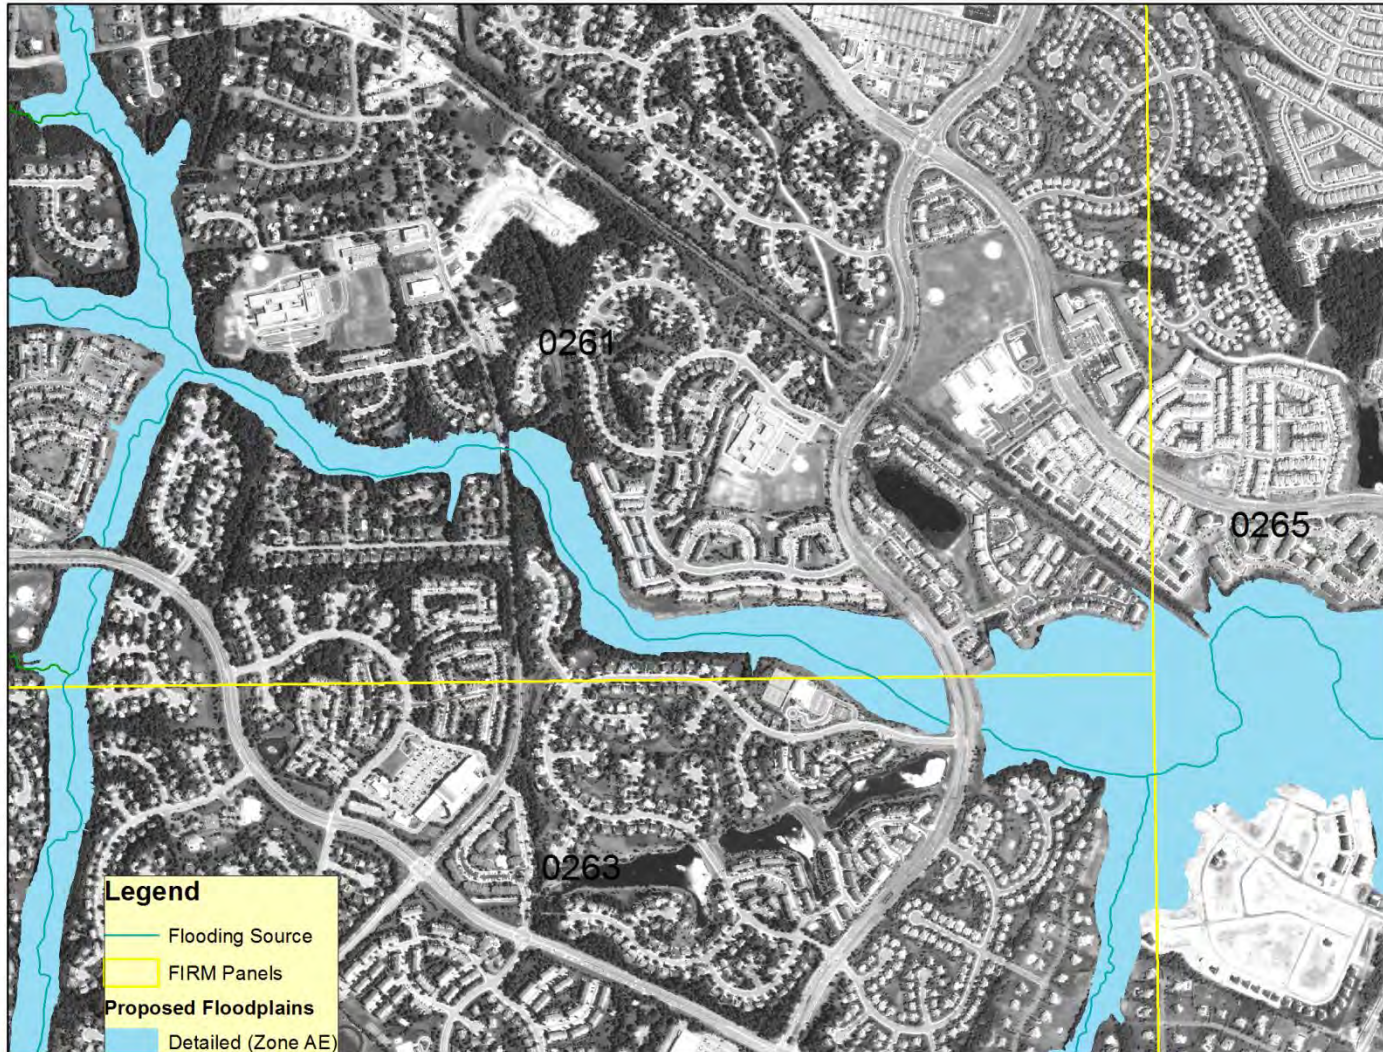 0261
0265
0263
Legend
Flooding Source
FIRM Panels
Proposed Floodplains
Detailed (Zone AE)